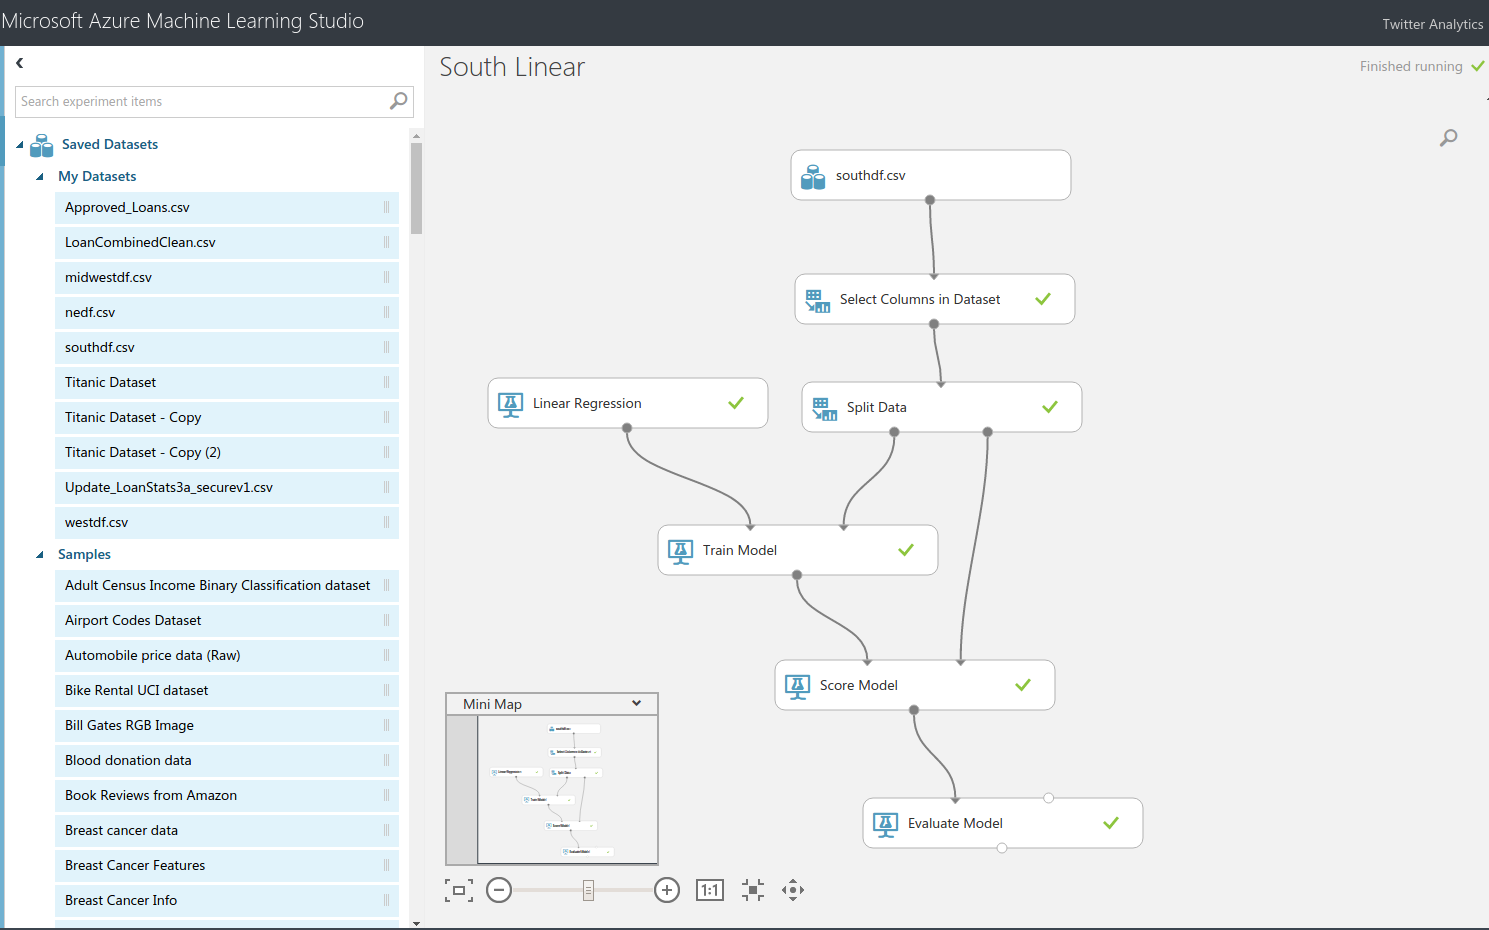 Microsoft Azure Machine Learning Studio
Twitter Analytics
South Linear
Finished running
Search experiment items
Saved Datasets
My Datasets
Approved_Loans.csv
LoanCombinedClean.csv
midwestdf.csv
nedf.csv
southdf.csv
Titanic Dataset
Titanic Dataset - Copy
Titanic Dataset - Copy (2)
Update_LoanStats3a_securev1.csv
westdf.csv
Samples
Adult Census Income Binary Classification dataset
Airport Codes Dataset
Automobile price data (Raw)
Bike Rental UCI dataset
Bill Gates RGB Image
Blood donation data
Book Reviews from Amazon
Breast cancer data
Breast Cancer Features
Breast Cancer Info
southdf.csv
Select Columns in Dataset
Linear Regression
Split Data
Train Model
Score Model
Evaluate Model
Mini Map
1:1